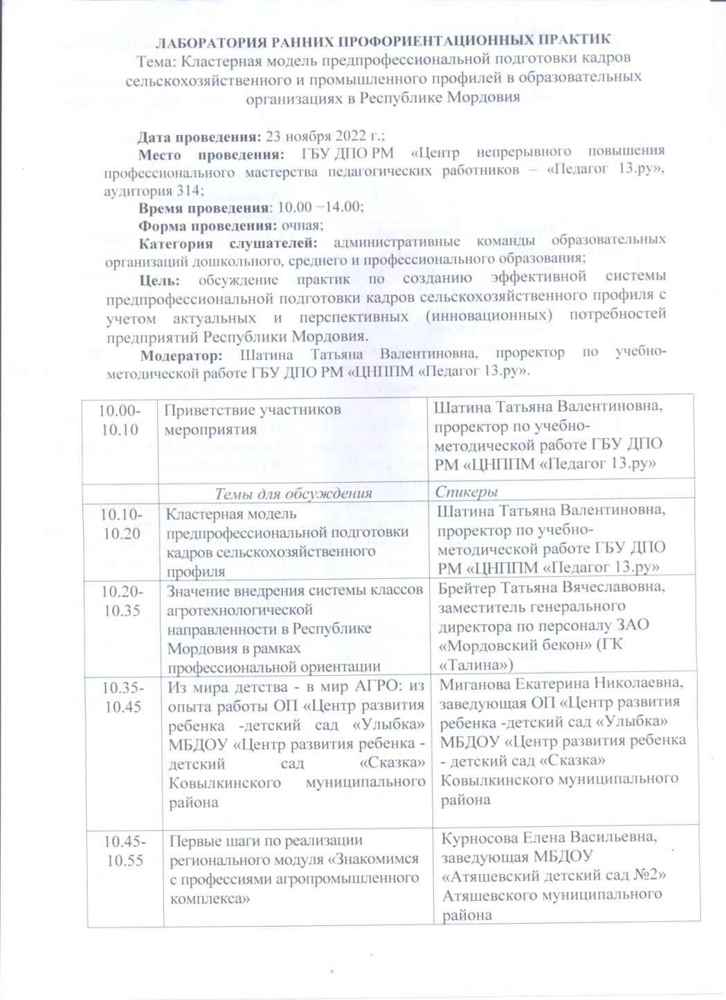 ЛАБОРАТОРИЯ РАННИХ ПРОФОРИЕНТАЦИОННЫХ ПРАКТИК
Тема: Кластерная модель предпрофессиональной подготовки кадров
сельскохозяйственного и промышленного профилей в образовательных
организациях в Республике Мордовия
Дата проведения: 23 ноября 2022 г.;
Место проведения: ГБУ ДПО РМ «Центр непрерывного повышения
профессионального мастерства педагогических работников – «Педагог 13.ру»,
аудитория 314;
Время проведения: 10.00 −14.00;
Форма проведения: очная;
Категория слушателей: административные команды образовательных
организаций дошкольного, среднего и профессионального образования;
Цель: обсуждение практик по созданию эффективной системы
предпрофессиональной подготовки кадров сельскохозяйственного профиля с
учетом актуальных и перспективных (инновационных) потребностей
предприятий Республики Мордовия.
Модератор: Шатина Татьяна Валентиновна, проректор по учебно-
методической работе ГБУ ДПО РМ «ЦНППМ «Педагог 13.ру».
10.00-
10.10
Приветствие участников
мероприятия
Шатина Татьяна Валентиновна,
проректор по учебно-
методической работе ГБУ ДПО
РМ «ЦНППМ «Педагог 13.ру»
Темы для обсуждения
Спикеры
10.10-
10.20
Кластерная модель
предпрофессиональной подготовки
кадров сельскохозяйственного
профиля
Шатина Татьяна Валентиновна,
проректор по учебно-
методической работе ГБУ ДПО
РМ «ЦНППМ «Педагог 13.ру»
10.20-
10.35
Значение внедрения системы классов
агротехнологической
направленности в Республике
Мордовия в рамках
профессиональной ориентации
Брейтер Татьяна Вячеславовна,
заместитель генерального
директора по персоналу ЗАО
«Мордовский бекон» (ГК
«Талина»)
10.35-
10.45
Из мира детства - в мир АГРО: из
опыта работы ОП «Центр развития
ребенка -детский сад «Улыбка»
МБДОУ «Центр развития ребенка -
детский сад «Сказка»
Ковылкинского муниципального
района
Миганова Екатерина Николаевна,
заведующая ОП «Центр развития
ребенка -детский сад «Улыбка»
МБДОУ «Центр развития ребенка
- детский сад «Сказка»
Ковылкинского муниципального
района
10.45-
10.55
Первые шаги по реализации
регионального модуля «Знакомимся
с профессиями агропромышленного
комплекса»
Курносова Елена Васильевна,
заведующая МБДОУ
«Атяшевский детский сад №2»
Атяшевского муниципального
района